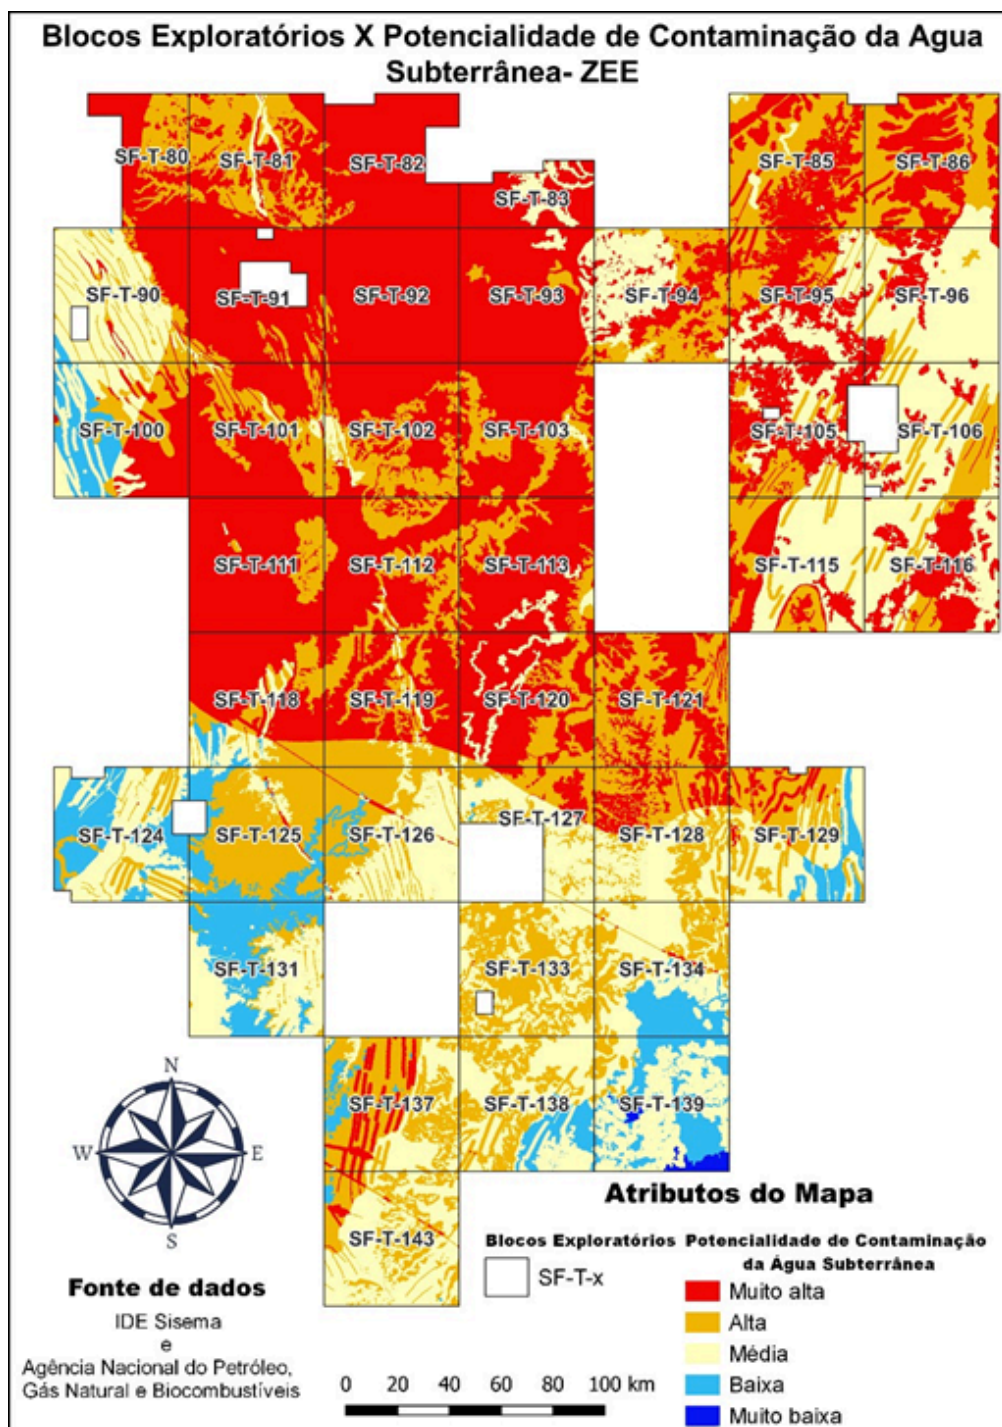 Blocos Exploratórios X Potencialidade de Contaminação da Agua
Subterrânea- ZEE
SF-T-80
SF-T-81
SF-T-82
SF-T-83
SF-T-85
SF-T-86
SF-T-90
SF-T-91
SF-T-92
SF-T-93
SF-T-94
SF-T-95
SF-T-96
SF-T-100
SF-T-101
SF-T-102
SF-T-103
SF-T-105
SF-T-106
SF-T-111
SF-T-112
SF-T-113
SF-T-115
SF-T-116
SF-T-118
SF-T-119
SF-T-120
SF-T-121
SF-T-124
SF-T-125
SF-T-126
SF-T-127
SF-T-128
SF-T-129
SF-T-131
SF-T-133
SF-T-134
SF-T-137
SF-T-138
SF-T-139
SF-T-143
N
W
E
S
Fonte de dados
IDE Sisema
e
Agência Nacional do Petróleo,
Gás Natural e Biocombustíveis
0 20 40 60 80 100 km
Atributos do Mapa
Blocos Exploratórios
SF-T-x
Potencialidade de Contaminação
da Água Subterrânea
Muito alta
Alta
Média
Baixa
Muito baixa